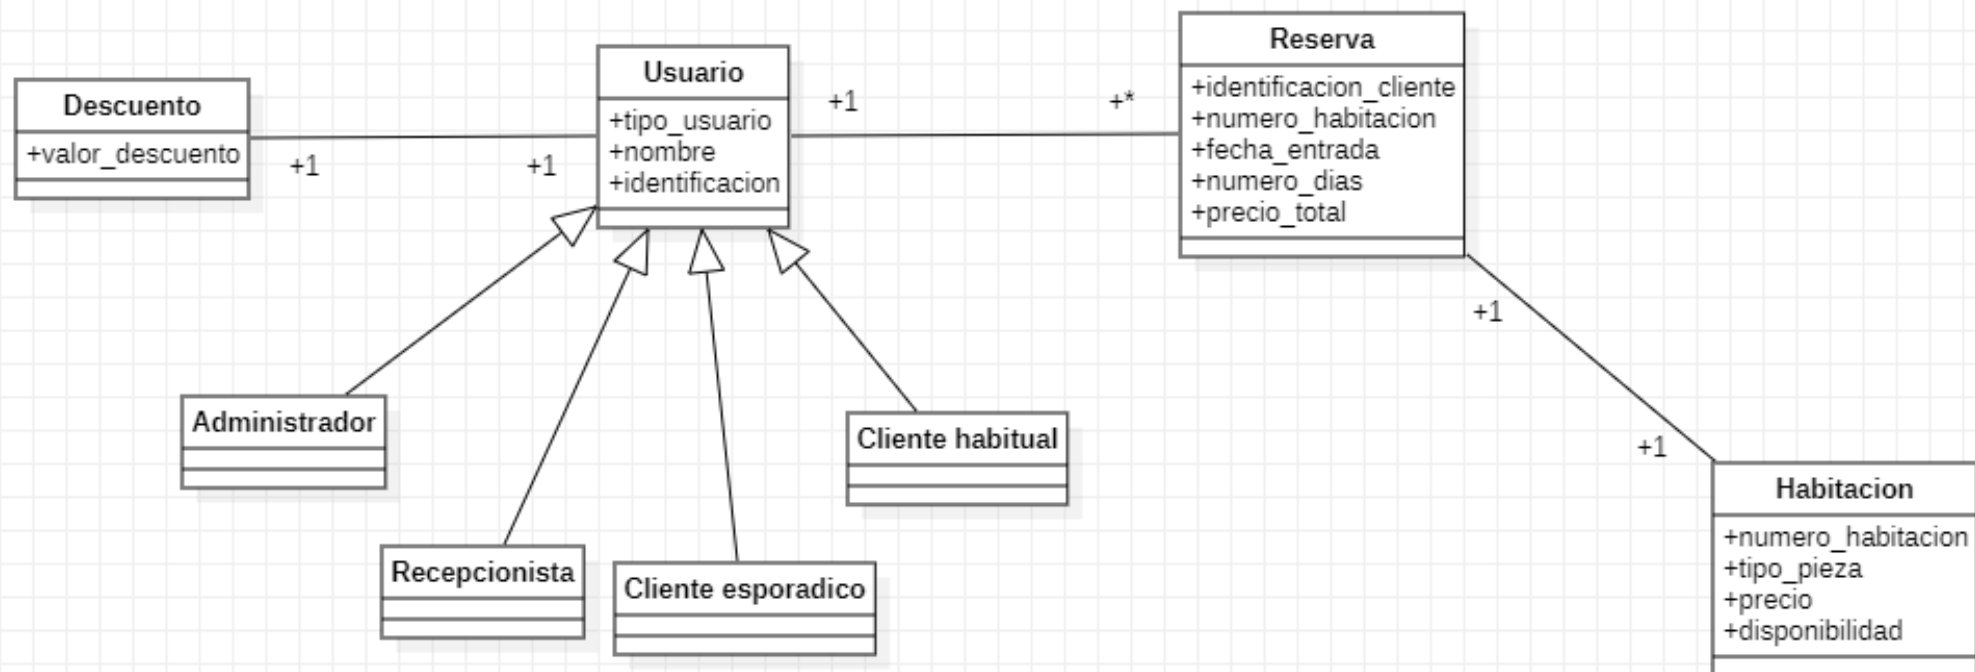 Descuento
+valor_descuento
+1
+1
Usuario
+tipo_usuario
+nombre
+identificacion
+1
+*
Reserva
+identificacion_cliente
+numero_habitacion
+fecha_entrada
+numero_dias
+precio_total
+1
+1
Administrador
Recepcionista
Cliente esporadico
Cliente habitual
Habitacion
+numero_habitacion
+tipo_pieza
+precio
+disponibilidad